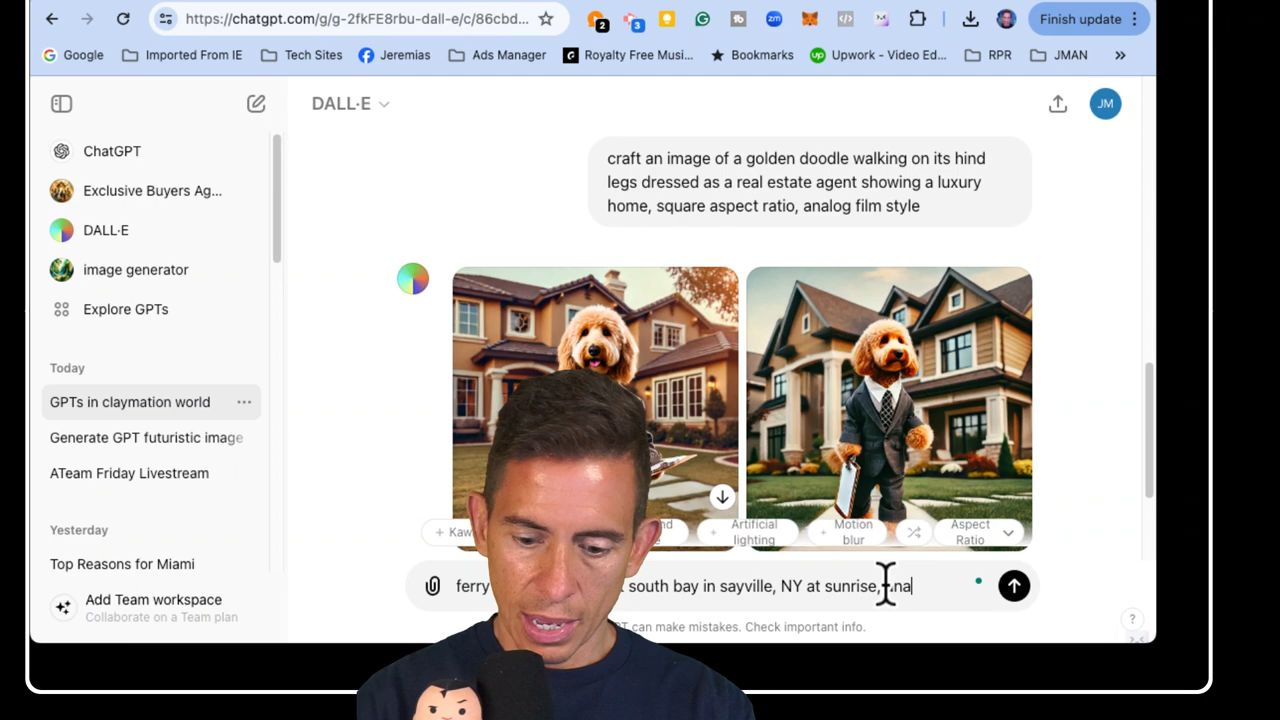 https://chatgpt.com/g/g-2fkFE8rbu-dall-e/c/86cbd...
2
3
Finish update
Google
Imported From IE
Tech Sites
Jeremias
Ads Manager
Royalty Free Musi...
Bookmarks
Upwork - Video Ed...
RPR
JMAN
DALL·E
JM
ChatGPT
Exclusive Buyers Ag...
DALL·E
image generator
Explore GPTs
Today
GPTs in claymation world
Generate GPT futuristic image
ATeam Friday Livestream
Yesterday
Top Reasons for Miami
Add Team workspace
Collaborate on a Team plan
craft an image of a golden doodle walking on its hind
legs dressed as a real estate agent showing a luxury
home, square aspect ratio, analog film style
Artificial
lighting
Motion
blur
Aspect
Ratio
ferry
south bay in sayville, NY at sunrise,
can make mistakes. Check important info.
?